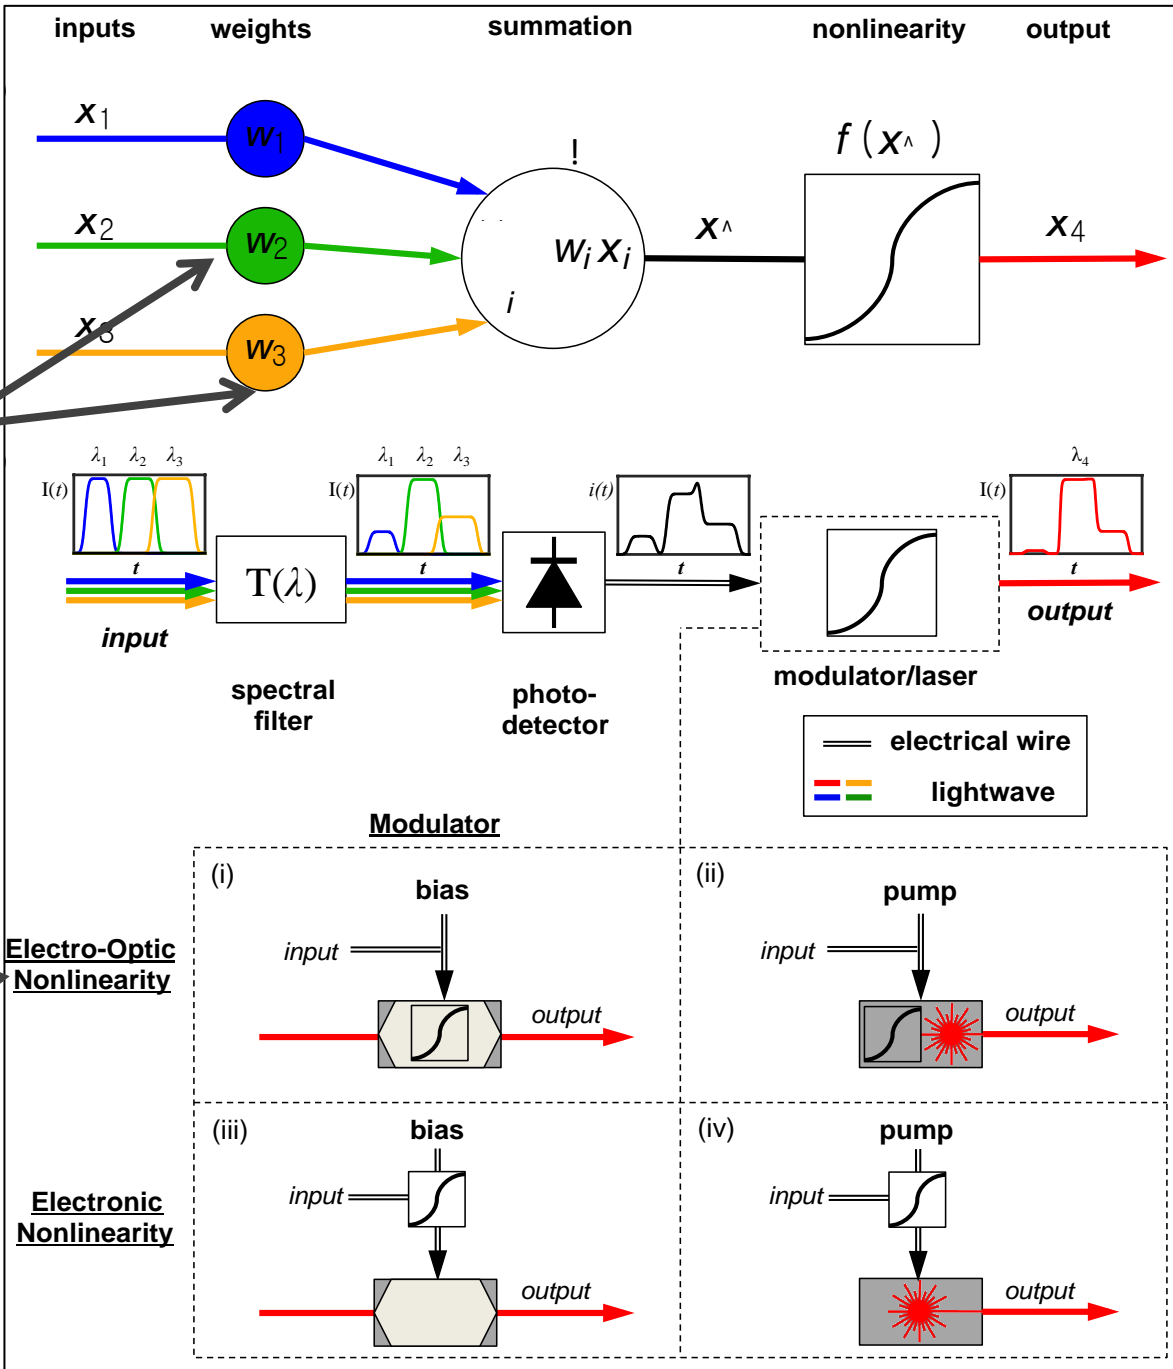 inputs weights summation nonlinearity output
x1 w1
!
f (x^)
x2 w2
wi xi
i
x^
x4
x3 w3
λ1 λ2 λ3
I(t)
t
λ1 λ2 λ3
I(t)
t
i(t)
t
λ4
I(t)
t
input
T(λ)
output
spectral
filter
photo-
detector
modulator/laser
electrical wire
lightwave
Modulator
(i)
bias
input
output
(ii)
pump
input
output
Electro-Optic
Nonlinearity
(iii)
bias
input
output
(iv)
pump
input
output
Electronic
Nonlinearity